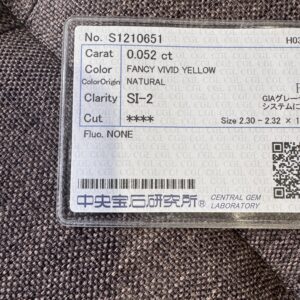 No. S1210651 H03
Carat 0.052 ct
Color FANCY VIVID YELLOW
ColorOrigin NATURAL
Clarity SI-2
GIAグレー
システムに
Cut ****
Size 2.30 - 2.32 × 1
Fluo. NONE
中央宝石研究所®
CENTRAL GEM
LABORATORY